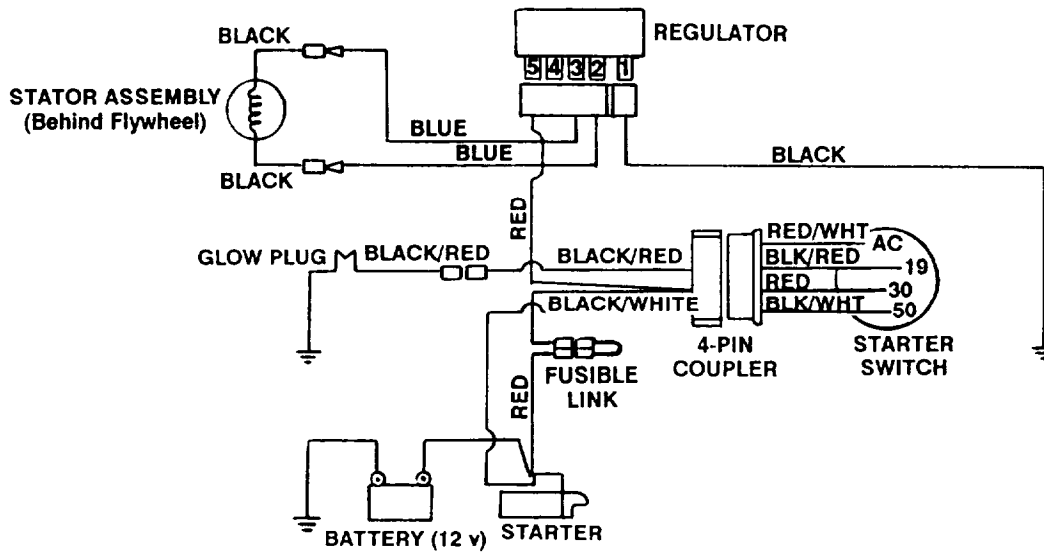 BLACK
REGULATOR
5 4 3 2 1
STATOR ASSEMBLY
(Behind Flywheel)
BLUE
BLUE
BLACK
BLACK
RED
RED/WHT
AC
GLOW PLUG
BLACK/RED
BLACK/RED
BLK/RED
19
RED
30
BLACK/WHITE
BLK/WHT
50
4-PIN
COUPLER
STARTER
SWITCH
FUSIBLE
LINK
RED
BATTERY (12 v)
STARTER